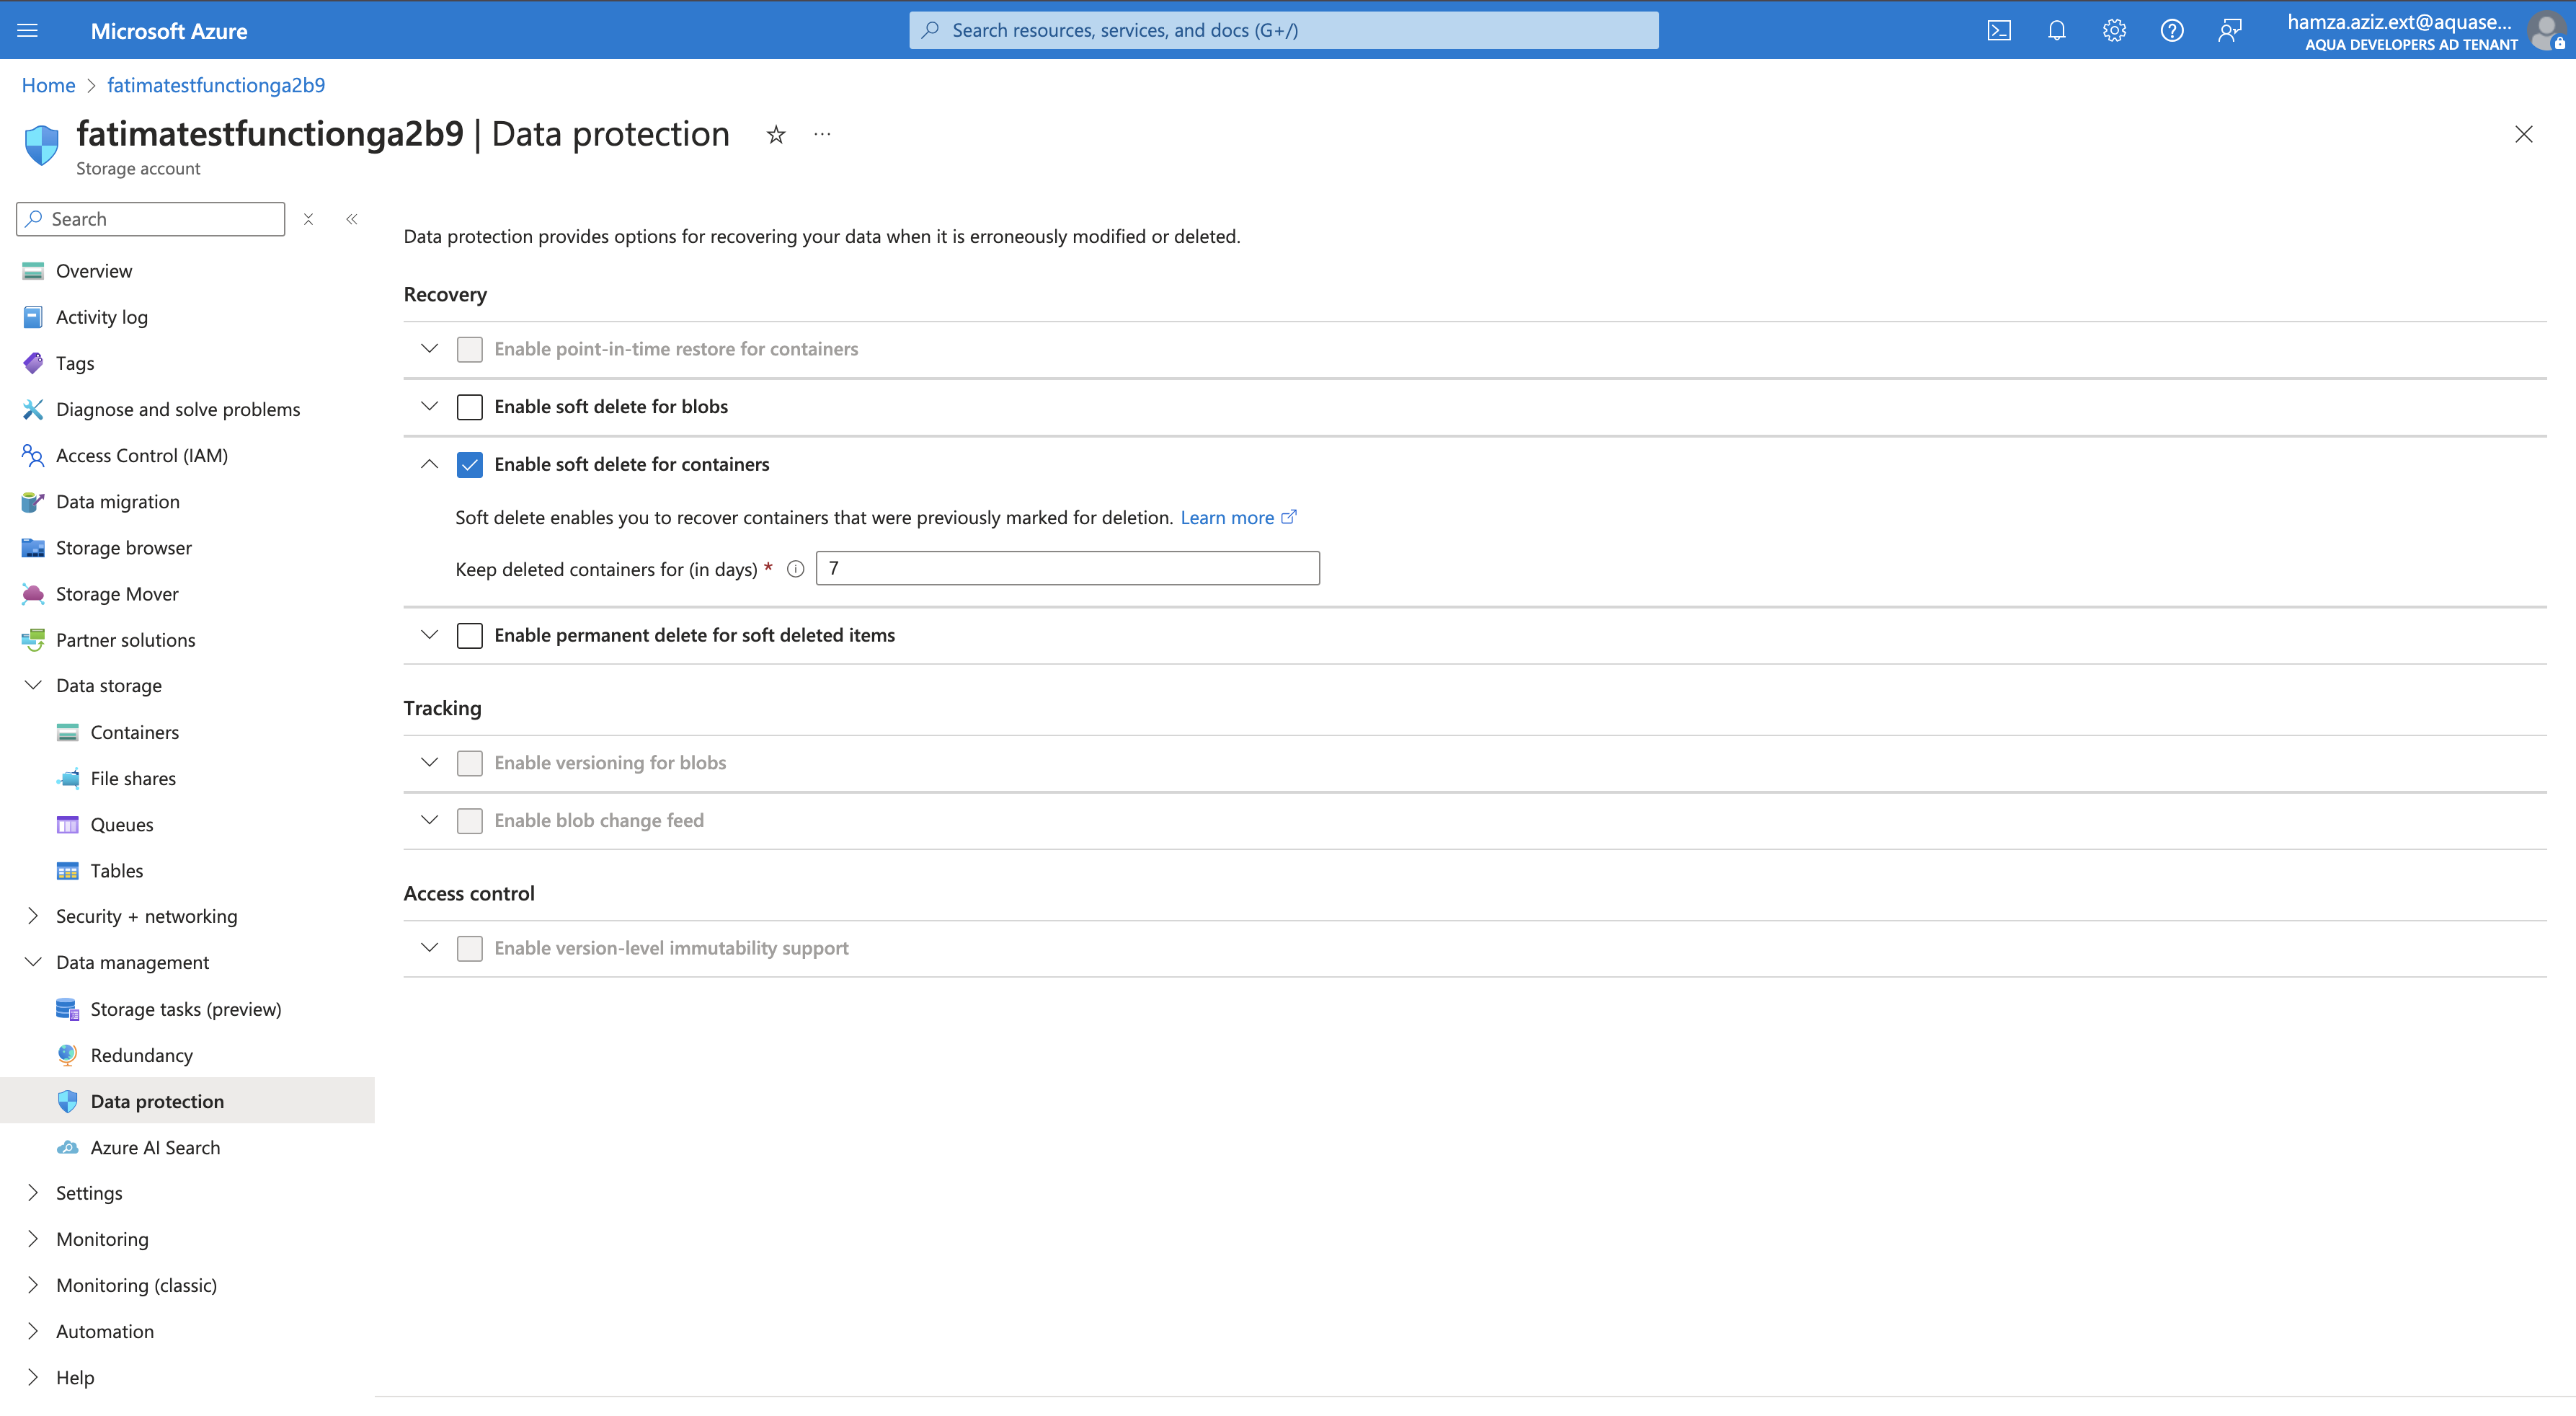 Microsoft Azure
Search resources, services, and docs (G+/)
hamza.aziz.ext@aquase...
AQUA DEVELOPERS AD TENANT
Home > fatimatestfunctionga2b9
fatimatestfunctionga2b9 | Data protection
Storage account
Search
Overview
Activity log
Tags
Diagnose and solve problems
Access Control (IAM)
Data migration
Storage browser
Storage Mover
Partner solutions
Data storage
Containers
File shares
Queues
Tables
Security + networking
Data management
Storage tasks (preview)
Redundancy
Data protection
Azure AI Search
Settings
Monitoring
Monitoring (classic)
Automation
Help
Data protection provides options for recovering your data when it is erroneously modified or deleted.
Recovery
Enable point-in-time restore for containers
Enable soft delete for blobs
Enable soft delete for containers
Soft delete enables you to recover containers that were previously marked for deletion. Learn more
Keep deleted containers for (in days) * 7
Enable permanent delete for soft deleted items
Tracking
Enable versioning for blobs
Enable blob change feed
Access control
Enable version-level immutability support